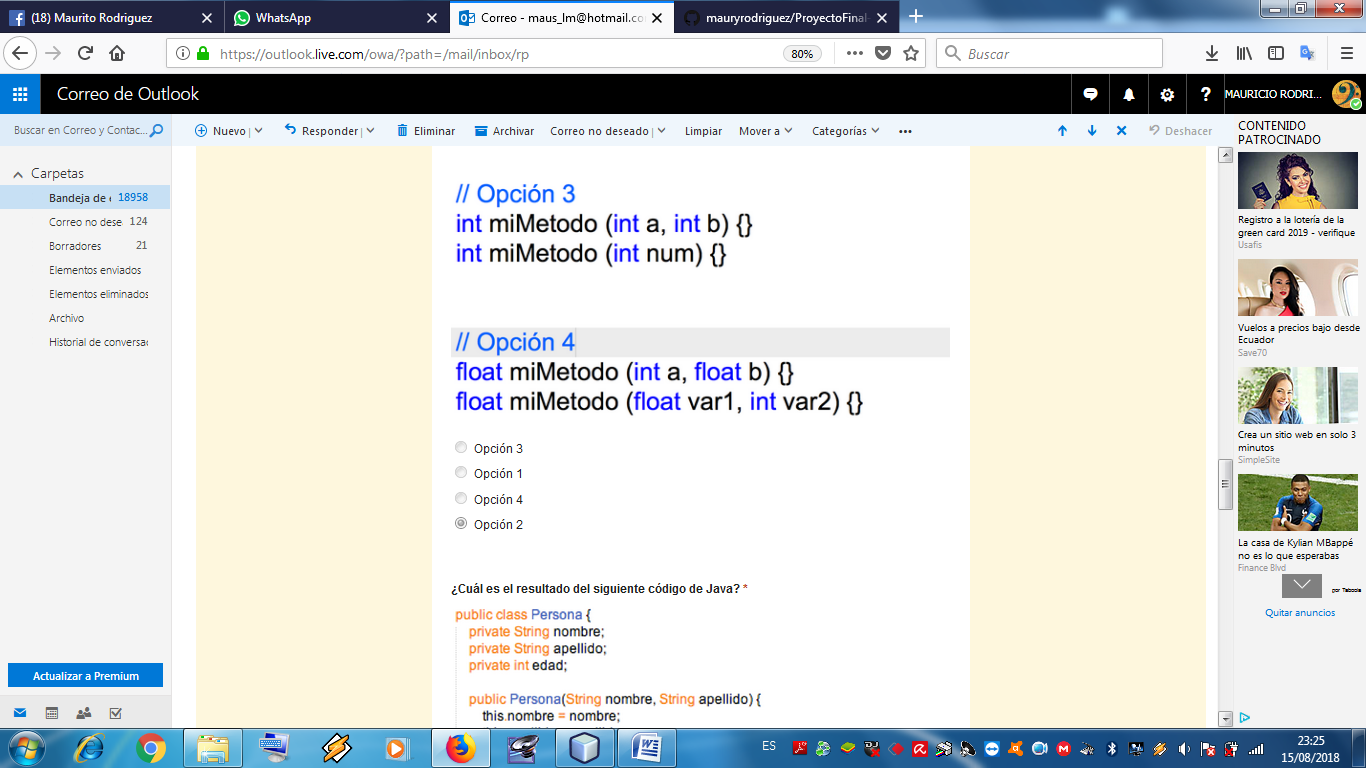 (18) Maurito Rodriguez
WhatsApp
Correo - maus_lm@hotmail.co
mauryrodriguez/ProyectoFinal-
https://outlook.live.com/owa/?path=/mail/inbox/rp
80%
Buscar
Correo de Outlook
MAURICIO RODRI...
Buscar en Correo y Contac...
Nuevo
Responder
Eliminar
Archivar
Correo no deseado
Limpiar
Mover a
Categorías
Deshacer
Carpetas
Bandeja de e 18958
Correo no dese 124
Borradores 21
Elementos enviados
Elementos eliminados
Archivo
Historial de conversac
// Opción 3
int miMetodo (int a, int b) {}
int miMetodo (int num) {}
// Opción 4
float miMetodo (int a, float b) {}
float miMetodo (float var1, int var2) {}
Opción 3
Opción 1
Opción 4
Opción 2
¿Cuál es el resultado del siguiente código de Java? *
public class Persona {
private String nombre;
private String apellido;
private int edad;
public Persona(String nombre, String apellido) {
this.nombre = nombre;
CONTENIDO
PATROCINADO
Registro a la lotería de la
green card 2019 - verifique
Usafis
Vuelos a precios bajo desde
Ecuador
Save70
Crea un sitio web en solo 3
minutos
SimpleSite
La casa de Kylian MBappé
no es lo que esperabas
Finance Blvd
por Taboola
Quitar anuncios
Actualizar a Premium
ES
23:25
15/08/2018